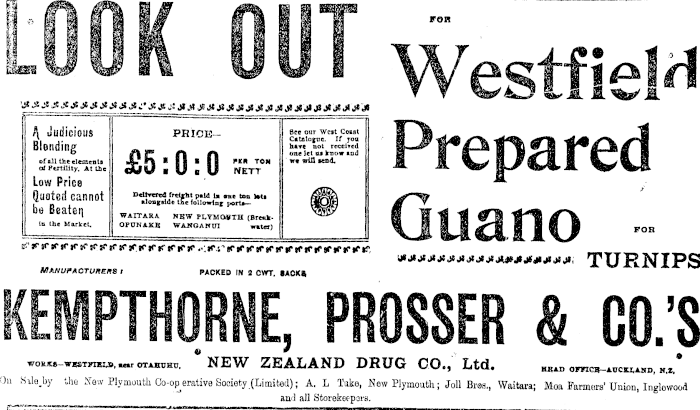 LOOK OUT
FOR
Westfield
Prepared
Guano
FOR
TURNIPS
A Judicious
Blending
of all the elements
of Fertility. At the
Low Price
Quoted cannot
be Beaten
in the Market.
PRICE—
£5:0:0 PER TON
NETT
Delivered freight paid in one ton lots
alongside the following ports—
WAITARA NEW PLYMOUTH (Break-
OPUNAKE WANGANUI water)
See our West Coast
Catalogue. If you
have not received
one let us know and
we will send.
MANUFACTURERS:
PACKED IN 2 CWT. SACKS
KEMPTHORNE, PROSSER & CO.'S
WORKS—WESTFIELD, near OTAHUHU.
NEW ZEALAND DRUG CO., Ltd.
HEAD OFFICE—AUCKLAND, N.Z.
On Sale by the New Plymouth Co-operative Society (Limited); A. L Take, New Plymouth; Joll Bres., Waitara; Moa Farmers' Union, Inglewood
and all Storekeepers.